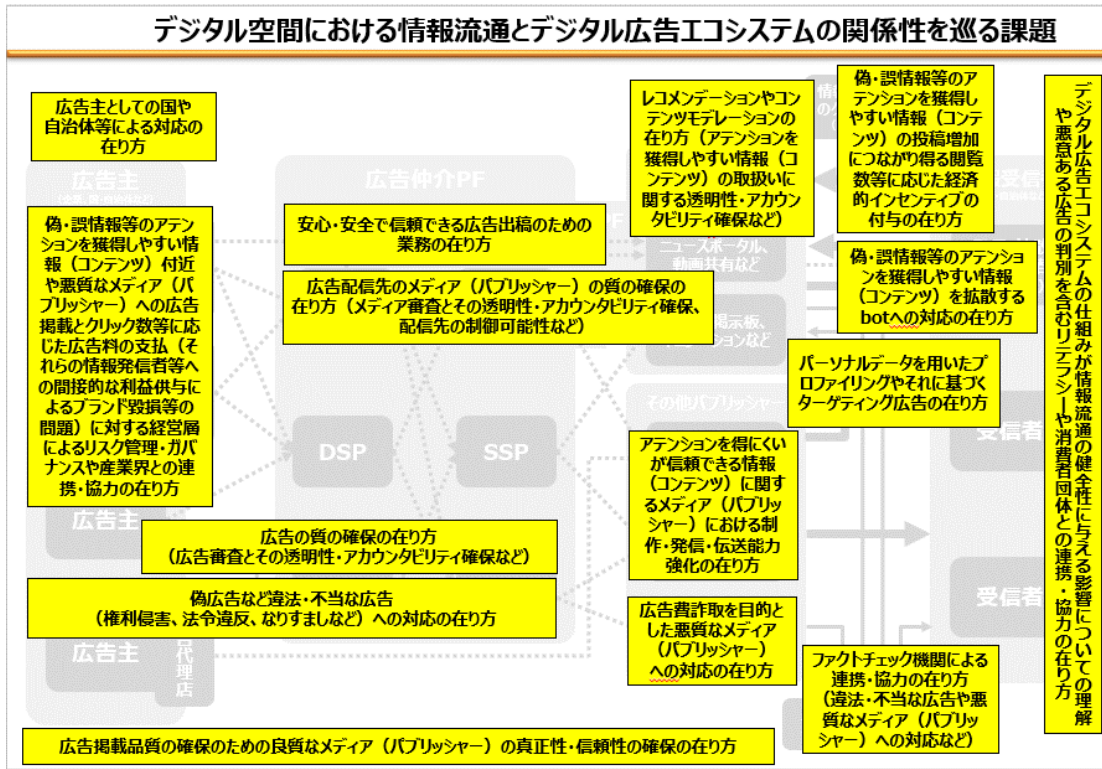 デジタル空間における情報流通とデジタル広告エコシステムの関係性を巡る課題
広告主としての国や
自治体等による対応の
在り方
広告主
偽・誤情報等のアテン
ションを獲得しやすい情
報（コンテンツ）付近
や悪質なメディア（パ
ブリッシャー）への広告
掲載とクリック数等に応
じた広告料の支払（そ
れらの情報発信者等へ
の間接的な利益供与に
よるブランド毀損等の
問題）に対する経営層
によるリスク管理・ガバ
ナンスや産業界との連
携・協力の在り方
広告主
広告仲介PF
安心・安全で信頼できる広告出稿のための
業務の在り方
広告配信先のメディア（パブリッシャー）の質の確保の
在り方（メディア審査とその透明性・アカウンタビリティ確保、
配信先の制御可能性など）
DSP
SSP
広告の質の確保の在り方
（広告審査とその透明性・アカウンタビリティ確保など）
偽広告など違法・不当な広告
（権利侵害、法令違反、なりすましなど）への対応の在り方
広告主
代理店
広告掲載品質の確保のための良質なメディア（パブリッシャー）の真正性・信頼性の確保の在り方
レコメンデーションやコン
テンツモデレーションの
在り方（アテンションを
獲得しやすい情報（コ
ンテンツ）の取扱いに
関する透明性・アカウン
タビリティ確保など）
PF
ニュースポータル、
動画共有など
掲示板、
など
その他パブリッシャー
アテンションを得にくい
が信頼できる情報
（コンテンツ）に関す
るメディア（パブリッ
シャー）における制
作・発信・伝送能力
強化の在り方
広告費詐取を目的と
した悪質なメディア
（パブリッシャー）
への対応の在り方
偽・誤情報等のア
テンションを獲得し
やすい情報（コンテ
ンツ）の投稿増加
につながり得る閲覧
数等に応じた経済
的インセンティブの
付与の在り方
偽・誤情報等のアテンショ
ンを獲得しやすい情報
（コンテンツ）を拡散する
botへの対応の在り方
パーソナルデータを用いたプ
ロファイリングやそれに基づく
ターゲティング広告の在り方
受信者
受信者
ファクトチェック機関による
連携・協力の在り方
（違法・不当な広告や悪
質なメディア（パブリッ
シャー）への対応など）
デジタル広告エコシステムの仕組みが情報流通の健全性に与える影響についての理解
や悪意ある広告の判別を含むリテラシーや消費者団体との連携・協力の在り方